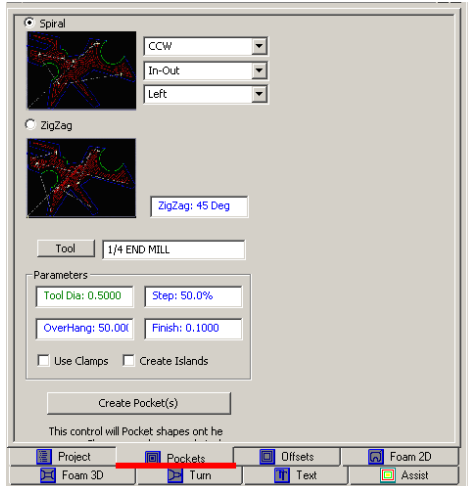 Spiral
CCW
In-Out
Left
ZigZag
ZigZag: 45 Deg
Tool 1/4 END MILL
Parameters
Tool Dia: 0.5000 Step: 50.0%
OverHang: 50.00( Finish: 0.1000
Use Clamps Create Islands
Create Pocket(s)
This control will Pocket shapes ont he
Project Pockets Offsets Foam 2D
Foam 3D Turn Text Assist